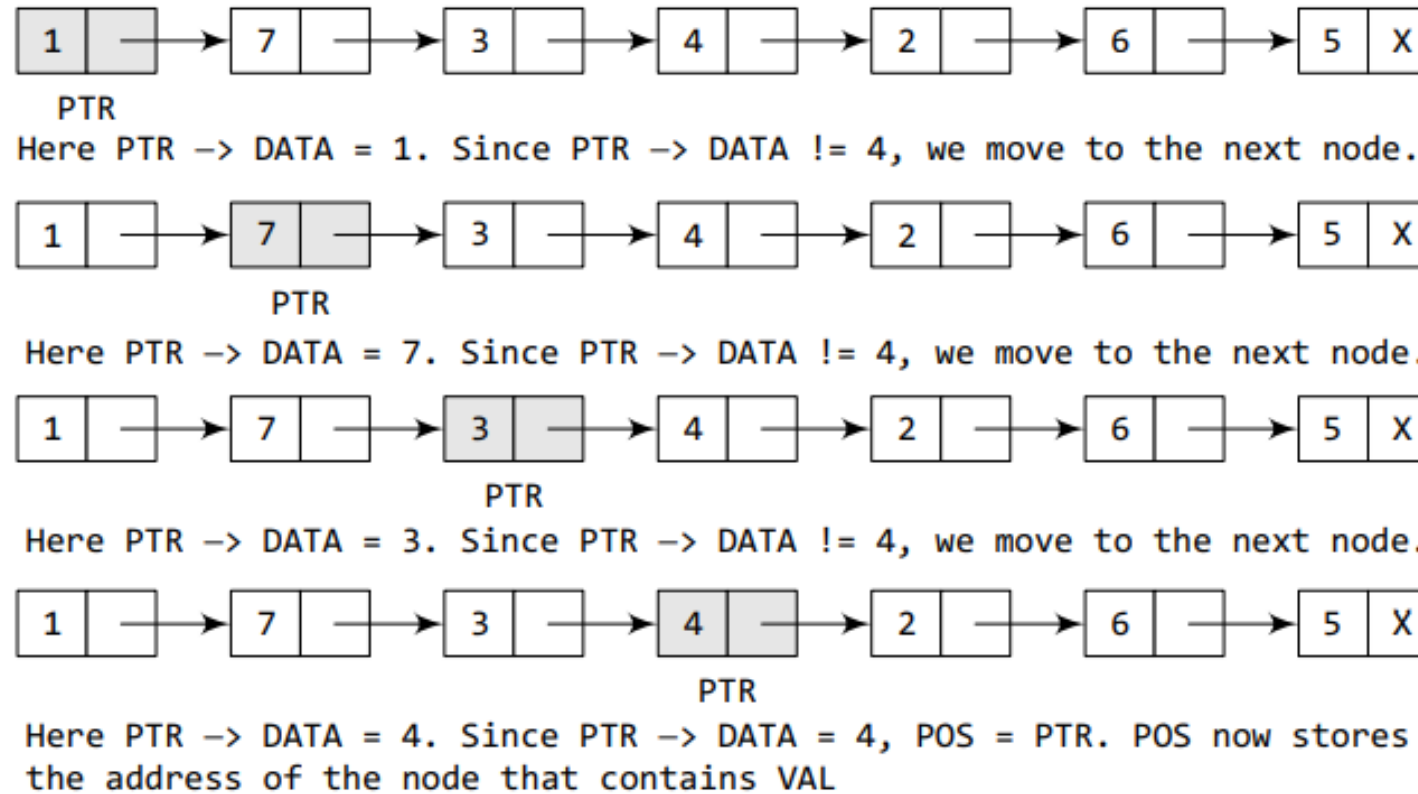 1 7 3 4 2 6 5 X
PTR
Here PTR —> DATA = 1. Since PTR —> DATA != 4, we move to the next node.
1 7 3 4 2 6 5 X
PTR
Here PTR —> DATA = 7. Since PTR —> DATA != 4, we move to the next node.
1 7 3 4 2 6 5 X
PTR
Here PTR —> DATA = 3. Since PTR —> DATA != 4, we move to the next node.
1 7 3 4 2 6 5 X
PTR
Here PTR —> DATA = 4. Since PTR —> DATA = 4, POS = PTR. POS now stores
the address of the node that contains VAL